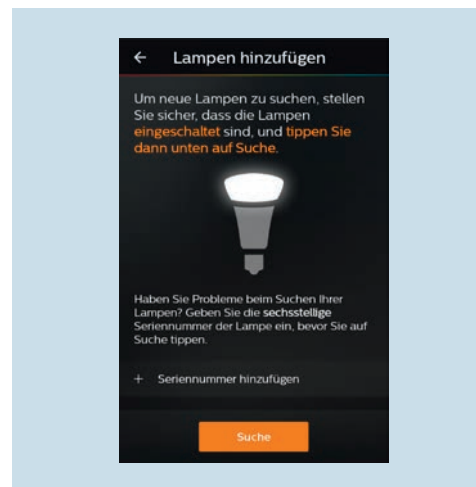 ← Lampen hinzufügen
Um neue Lampen zu suchen, stellen
Sie sicher, dass die Lampen
eingeschaltet sind, und tippen Sie
dann unten auf Suche.
Haben Sie Probleme beim Suchen Ihrer
Lampen? Geben Sie die sechsstellige
Seriennummer der Lampe ein, bevor Sie auf
Suche tippen.
+ Seriennummer hinzufügen
Suche